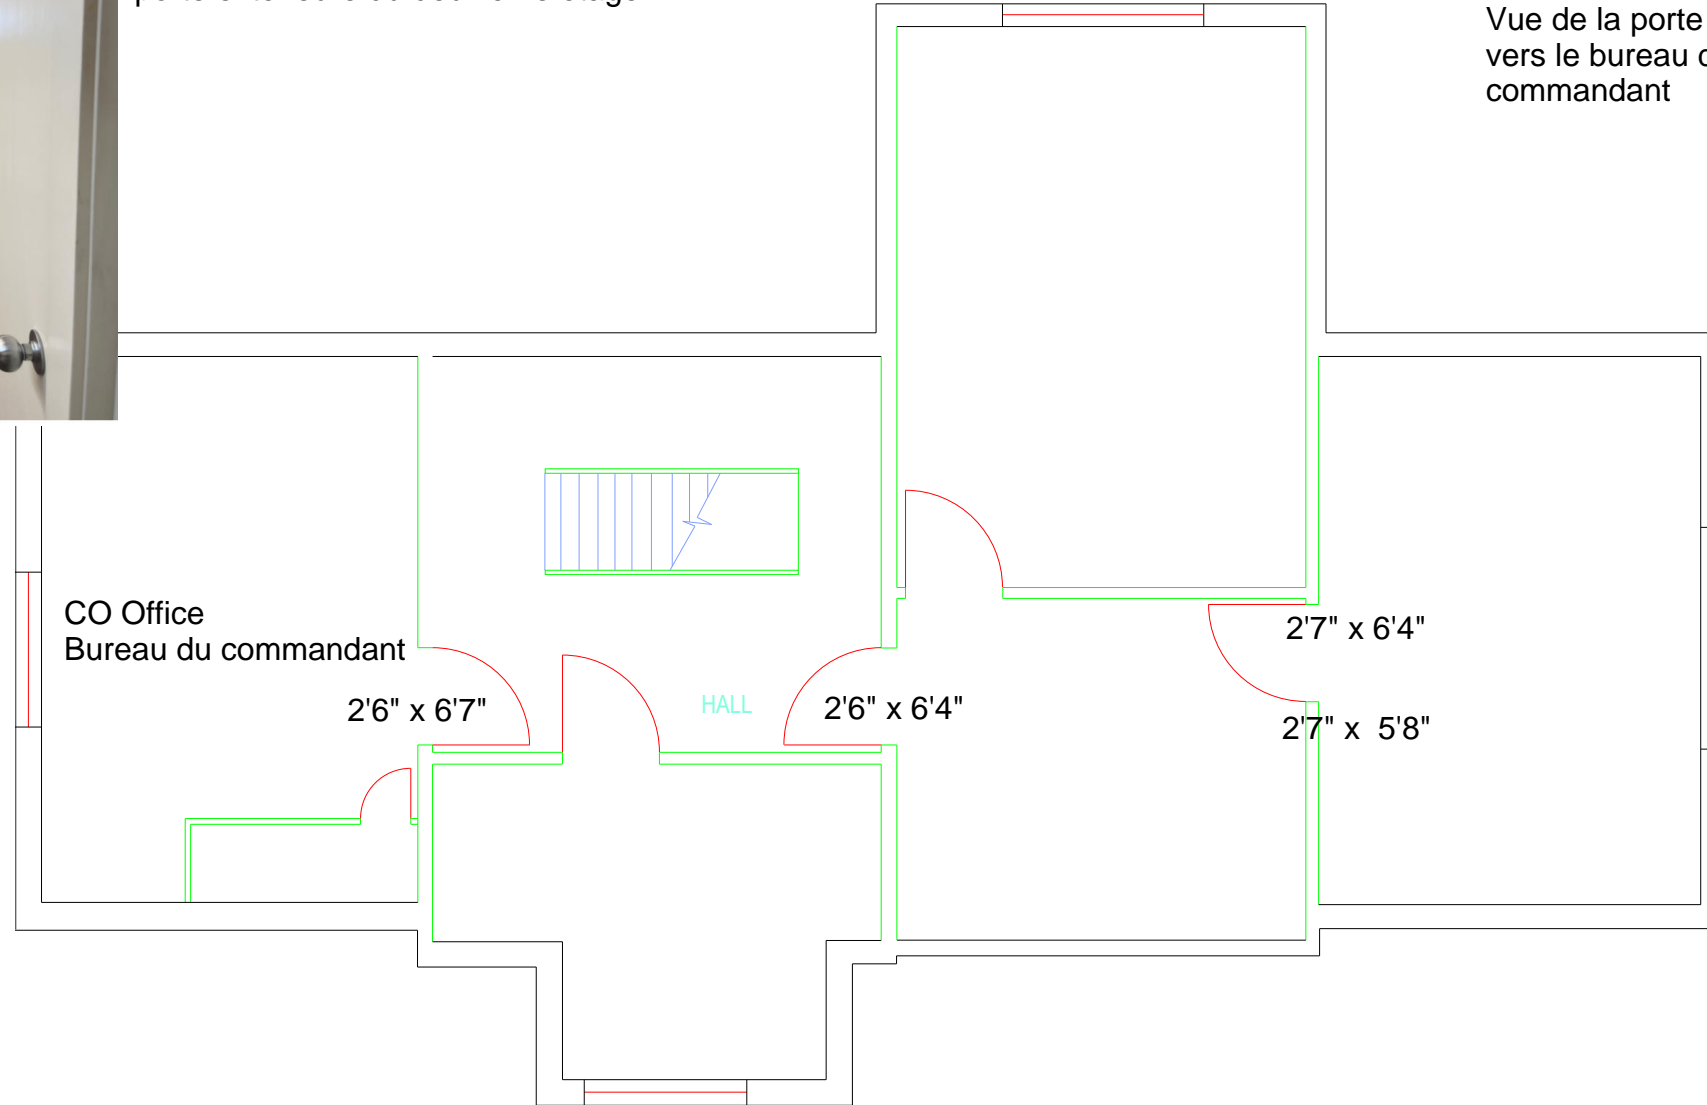 Vue de la porte
vers le bureau
commandant
CO Office
Bureau du commandant
2'6" x 6'7"
HALL
2'6" x 6'4"
2'7" x 6'4"
2'7" x  5'8"